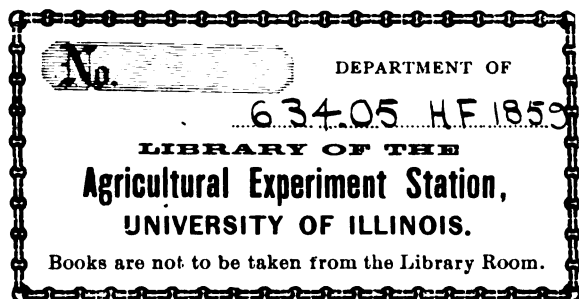 No.
DEPARTMENT OF
634.05 HF 1859
LIBRARY OF THE
Agricultural Experiment Station,
UNIVERSITY OF ILLINOIS.
Books are not to be taken from the Library Room.